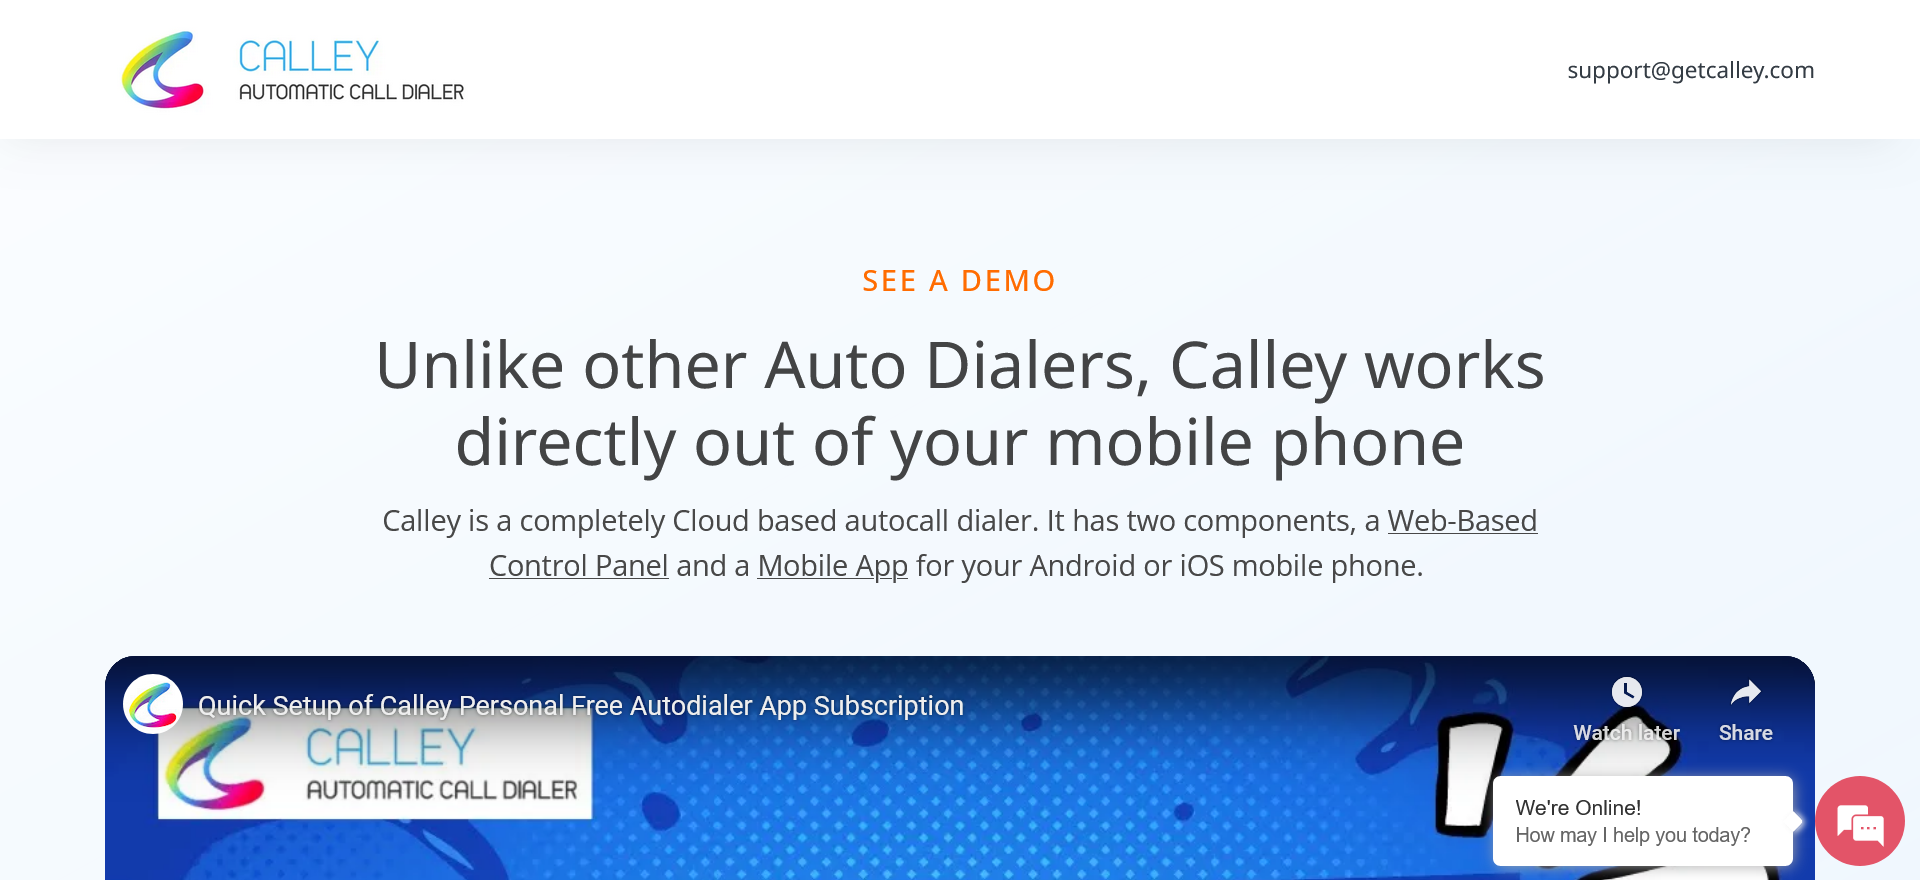 CALLEY
AUTOMATIC CALL DIALER
support@getcalley.com
SEE A DEMO
Unlike other Auto Dialers, Calley works
directly out of your mobile phone
Calley is a completely Cloud based autocall dialer. It has two components, a Web-Based
Control Panel and a Mobile App for your Android or iOS mobile phone.
Quick Setup of Calley Personal Free Autodialer App Subscription
Watch later
Share
CALLEY
AUTOMATIC CALL DIALER
We're Online!
How may I help you today?